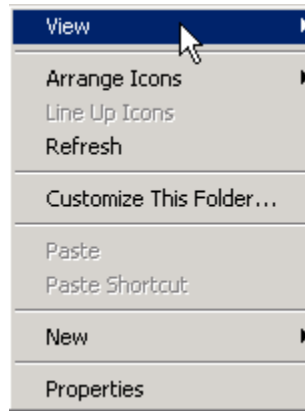 View
Arrange Icons
Line Up Icons
Refresh
Customize This Folder...
Paste
Paste Shortcut
New
Properties